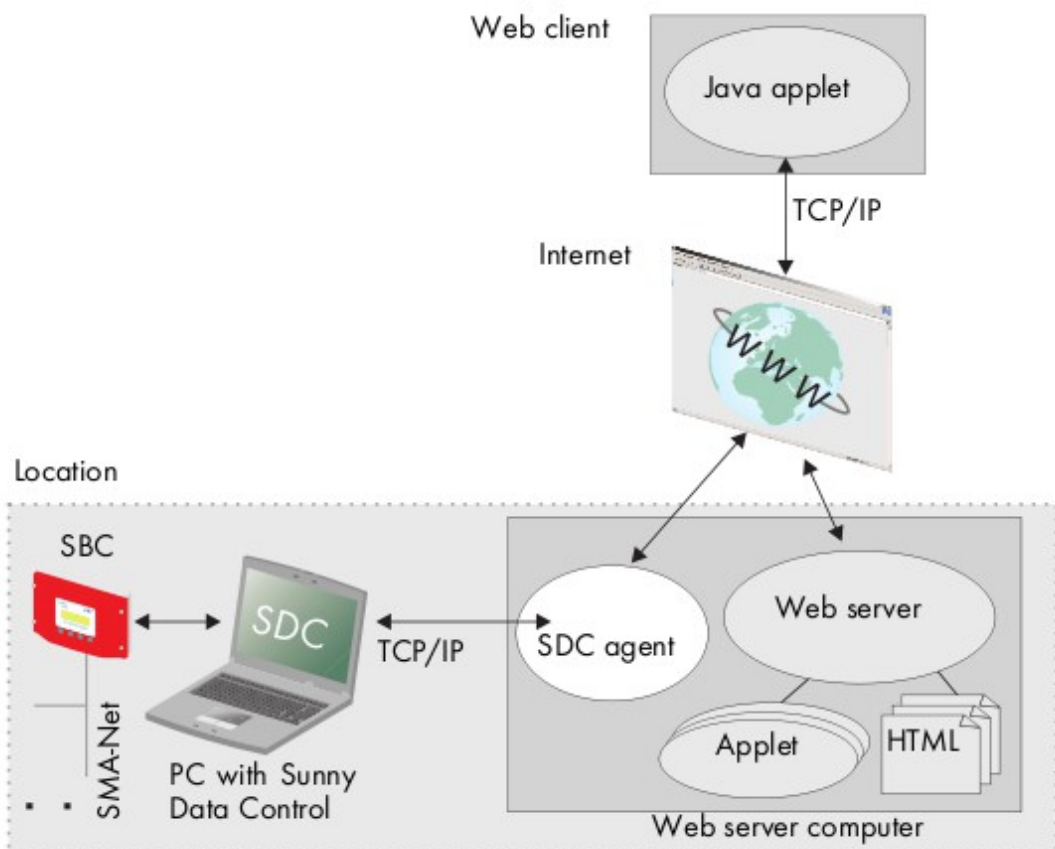 Web client
Java applet
TCP/IP
Internet
WWW
Location
SBC
SDC
TCP/IP
SDC agent
Web server
Applet
HTML
SMA-Net
PC with Sunny
Data Control
Web server computer